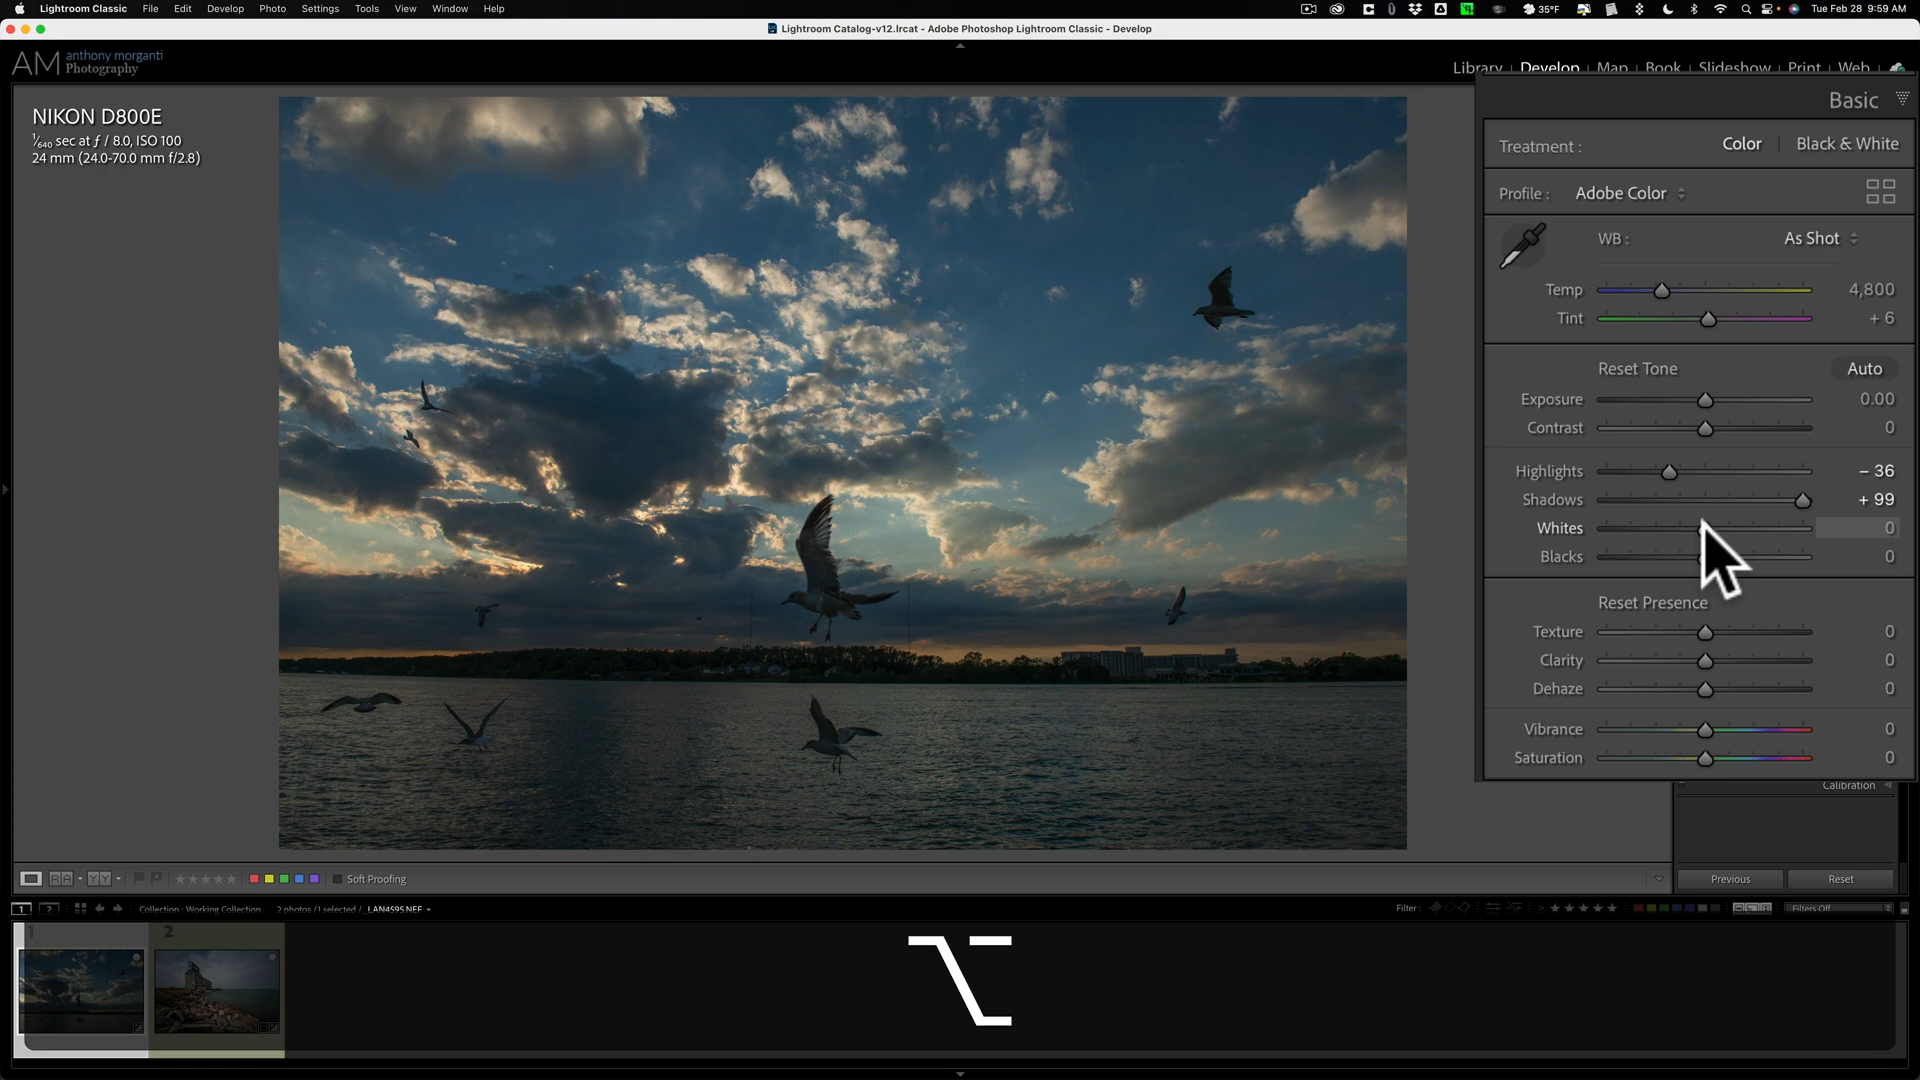 Lightroom Classic File Edit Develop Photo Settings Tools View Window Help 35°F Tue Feb 28 9:59 AM
Lightroom Catalog-v12.lrcat - Adobe Photoshop Lightroom Classic - Develop
AM anthony morganti
Photography
Library | Develop | Map | Book | Slideshow | Print | Web
NIKON D800E
1/640 sec at ƒ / 8.0, ISO 100
24 mm (24.0-70.0 mm f/2.8)
Basic
Treatment : Color | Black & White
Profile : Adobe Color
WB : As Shot
Temp 4,800
Tint + 6
Reset Tone Auto
Exposure 0.00
Contrast 0
Highlights – 36
Shadows + 99
Whites 0
Blacks 0
Reset Presence
Texture 0
Clarity 0
Dehaze 0
Vibrance 0
Saturation 0
Calibration
Previous Reset
R A Y Y Soft Proofing
1 2 Collection : Working Collection 2 photos / 1 selected / _LAN4595.NEF Filter : Filters Off
1 2